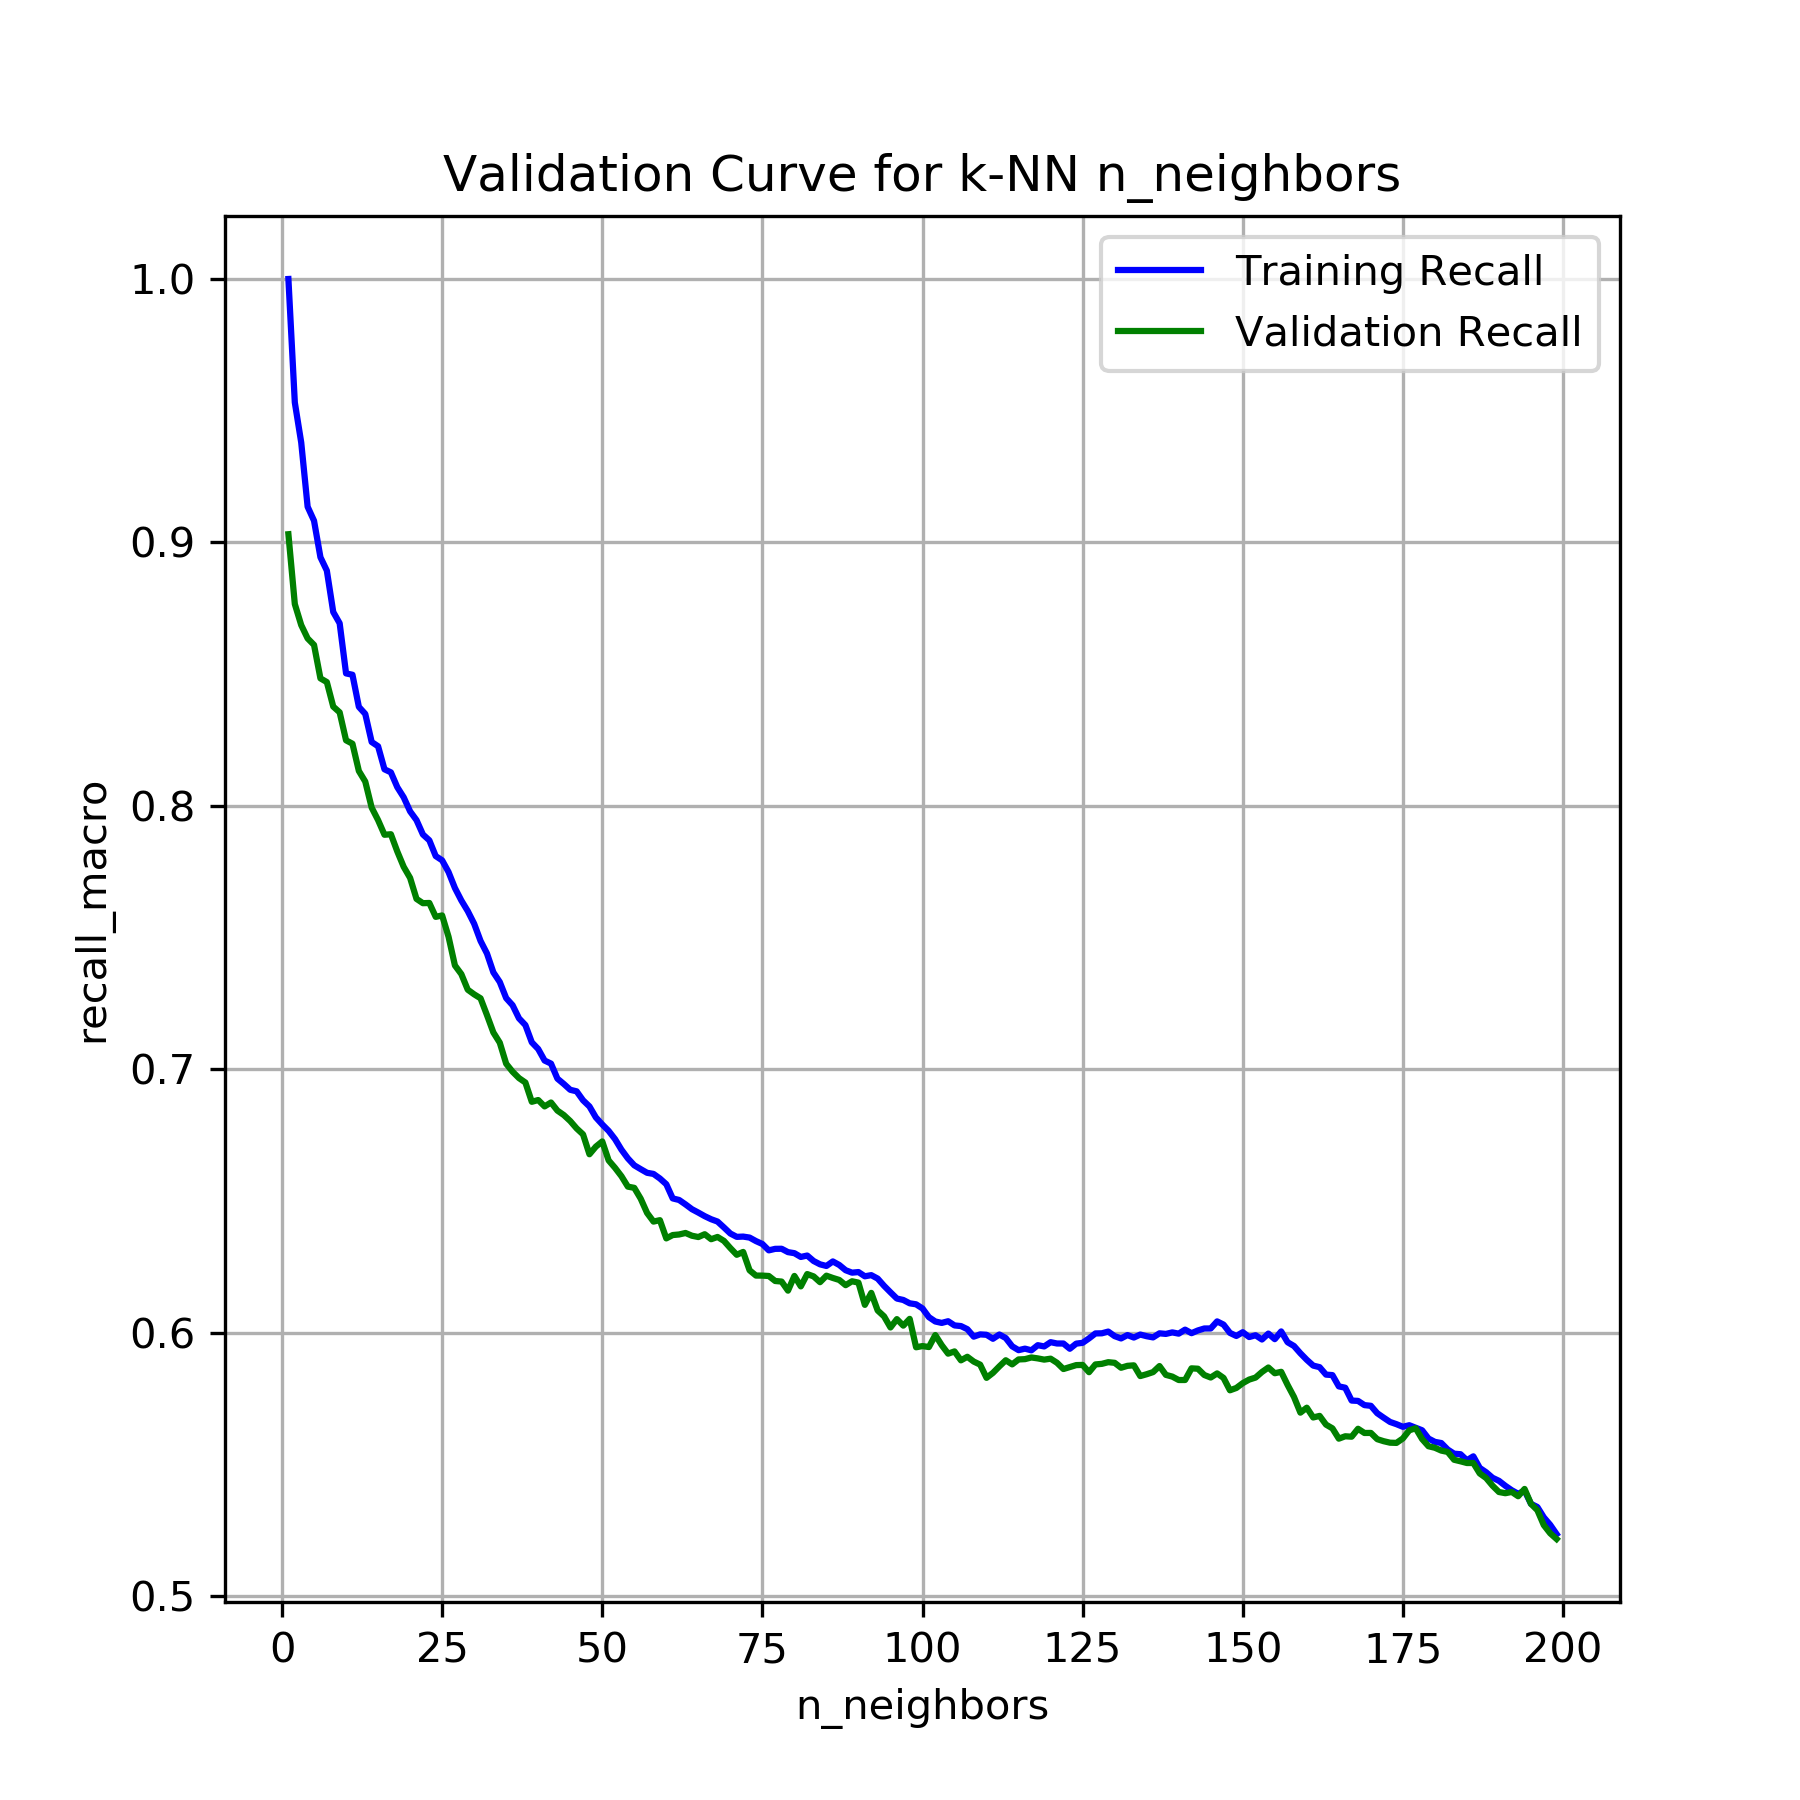 Validation Curve for k-NN n_neighbors
Training Recall
Validation Recall
1.0
0.9
0.8
0.7
0.6
0.5
recall_macro
0 25 50 75 100 125 150 175 200
n_neighbors